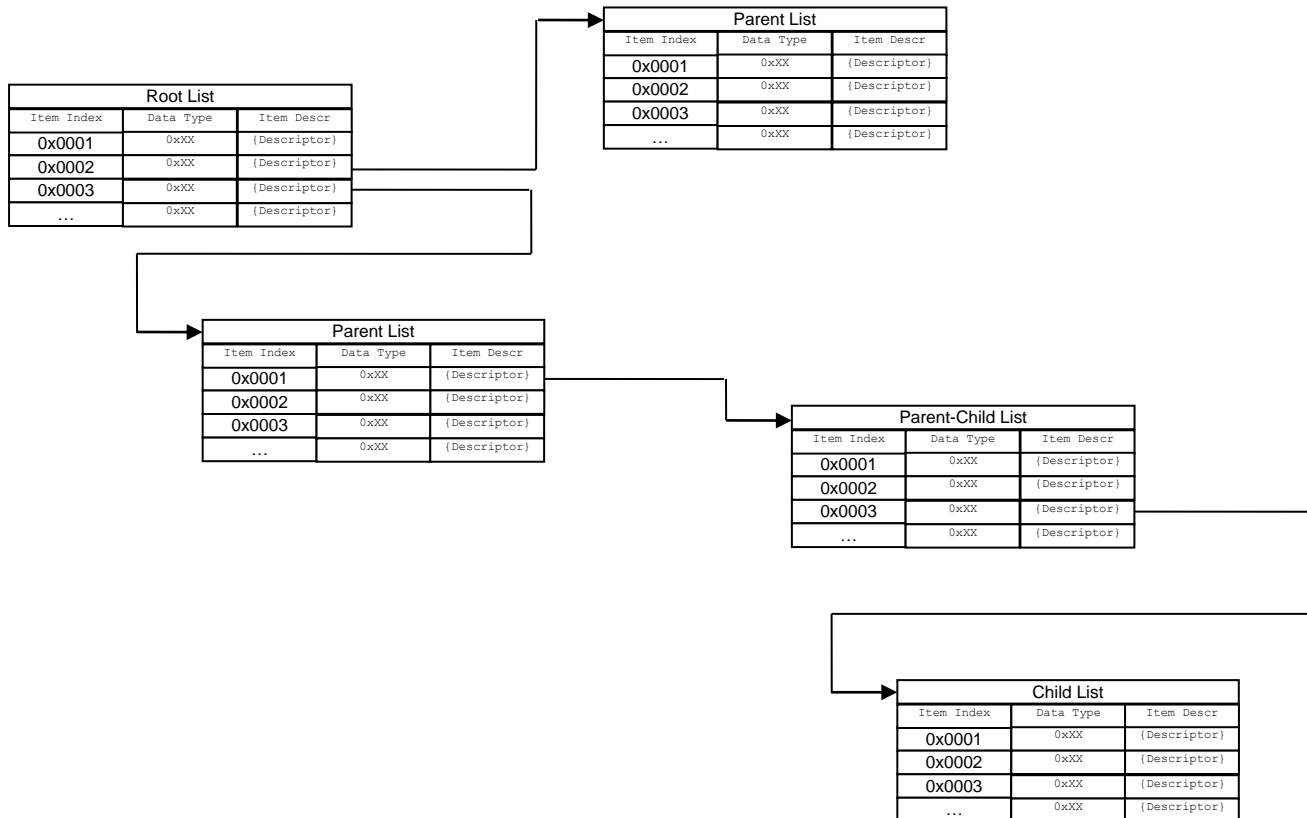 Parent List
Item Index Data Type Item Descr
0x0001 0xXX {Descriptor}
0x0002 0xXX {Descriptor}
0x0003 0xXX {Descriptor}
... 0xXX {Descriptor}
Root List
Item Index Data Type Item Descr
0x0001 0xXX {Descriptor}
0x0002 0xXX {Descriptor}
0x0003 0xXX {Descriptor}
... 0xXX {Descriptor}
Parent List
Item Index Data Type Item Descr
0x0001 0xXX {Descriptor}
0x0002 0xXX {Descriptor}
0x0003 0xXX {Descriptor}
... 0xXX {Descriptor}
Parent-Child List
Item Index Data Type Item Descr
0x0001 0xXX {Descriptor}
0x0002 0xXX {Descriptor}
0x0003 0xXX {Descriptor}
... 0xXX {Descriptor}
Child List
Item Index Data Type Item Descr
0x0001 0xXX {Descriptor}
0x0002 0xXX {Descriptor}
0x0003 0xXX {Descriptor}
... 0xXX {Descriptor}